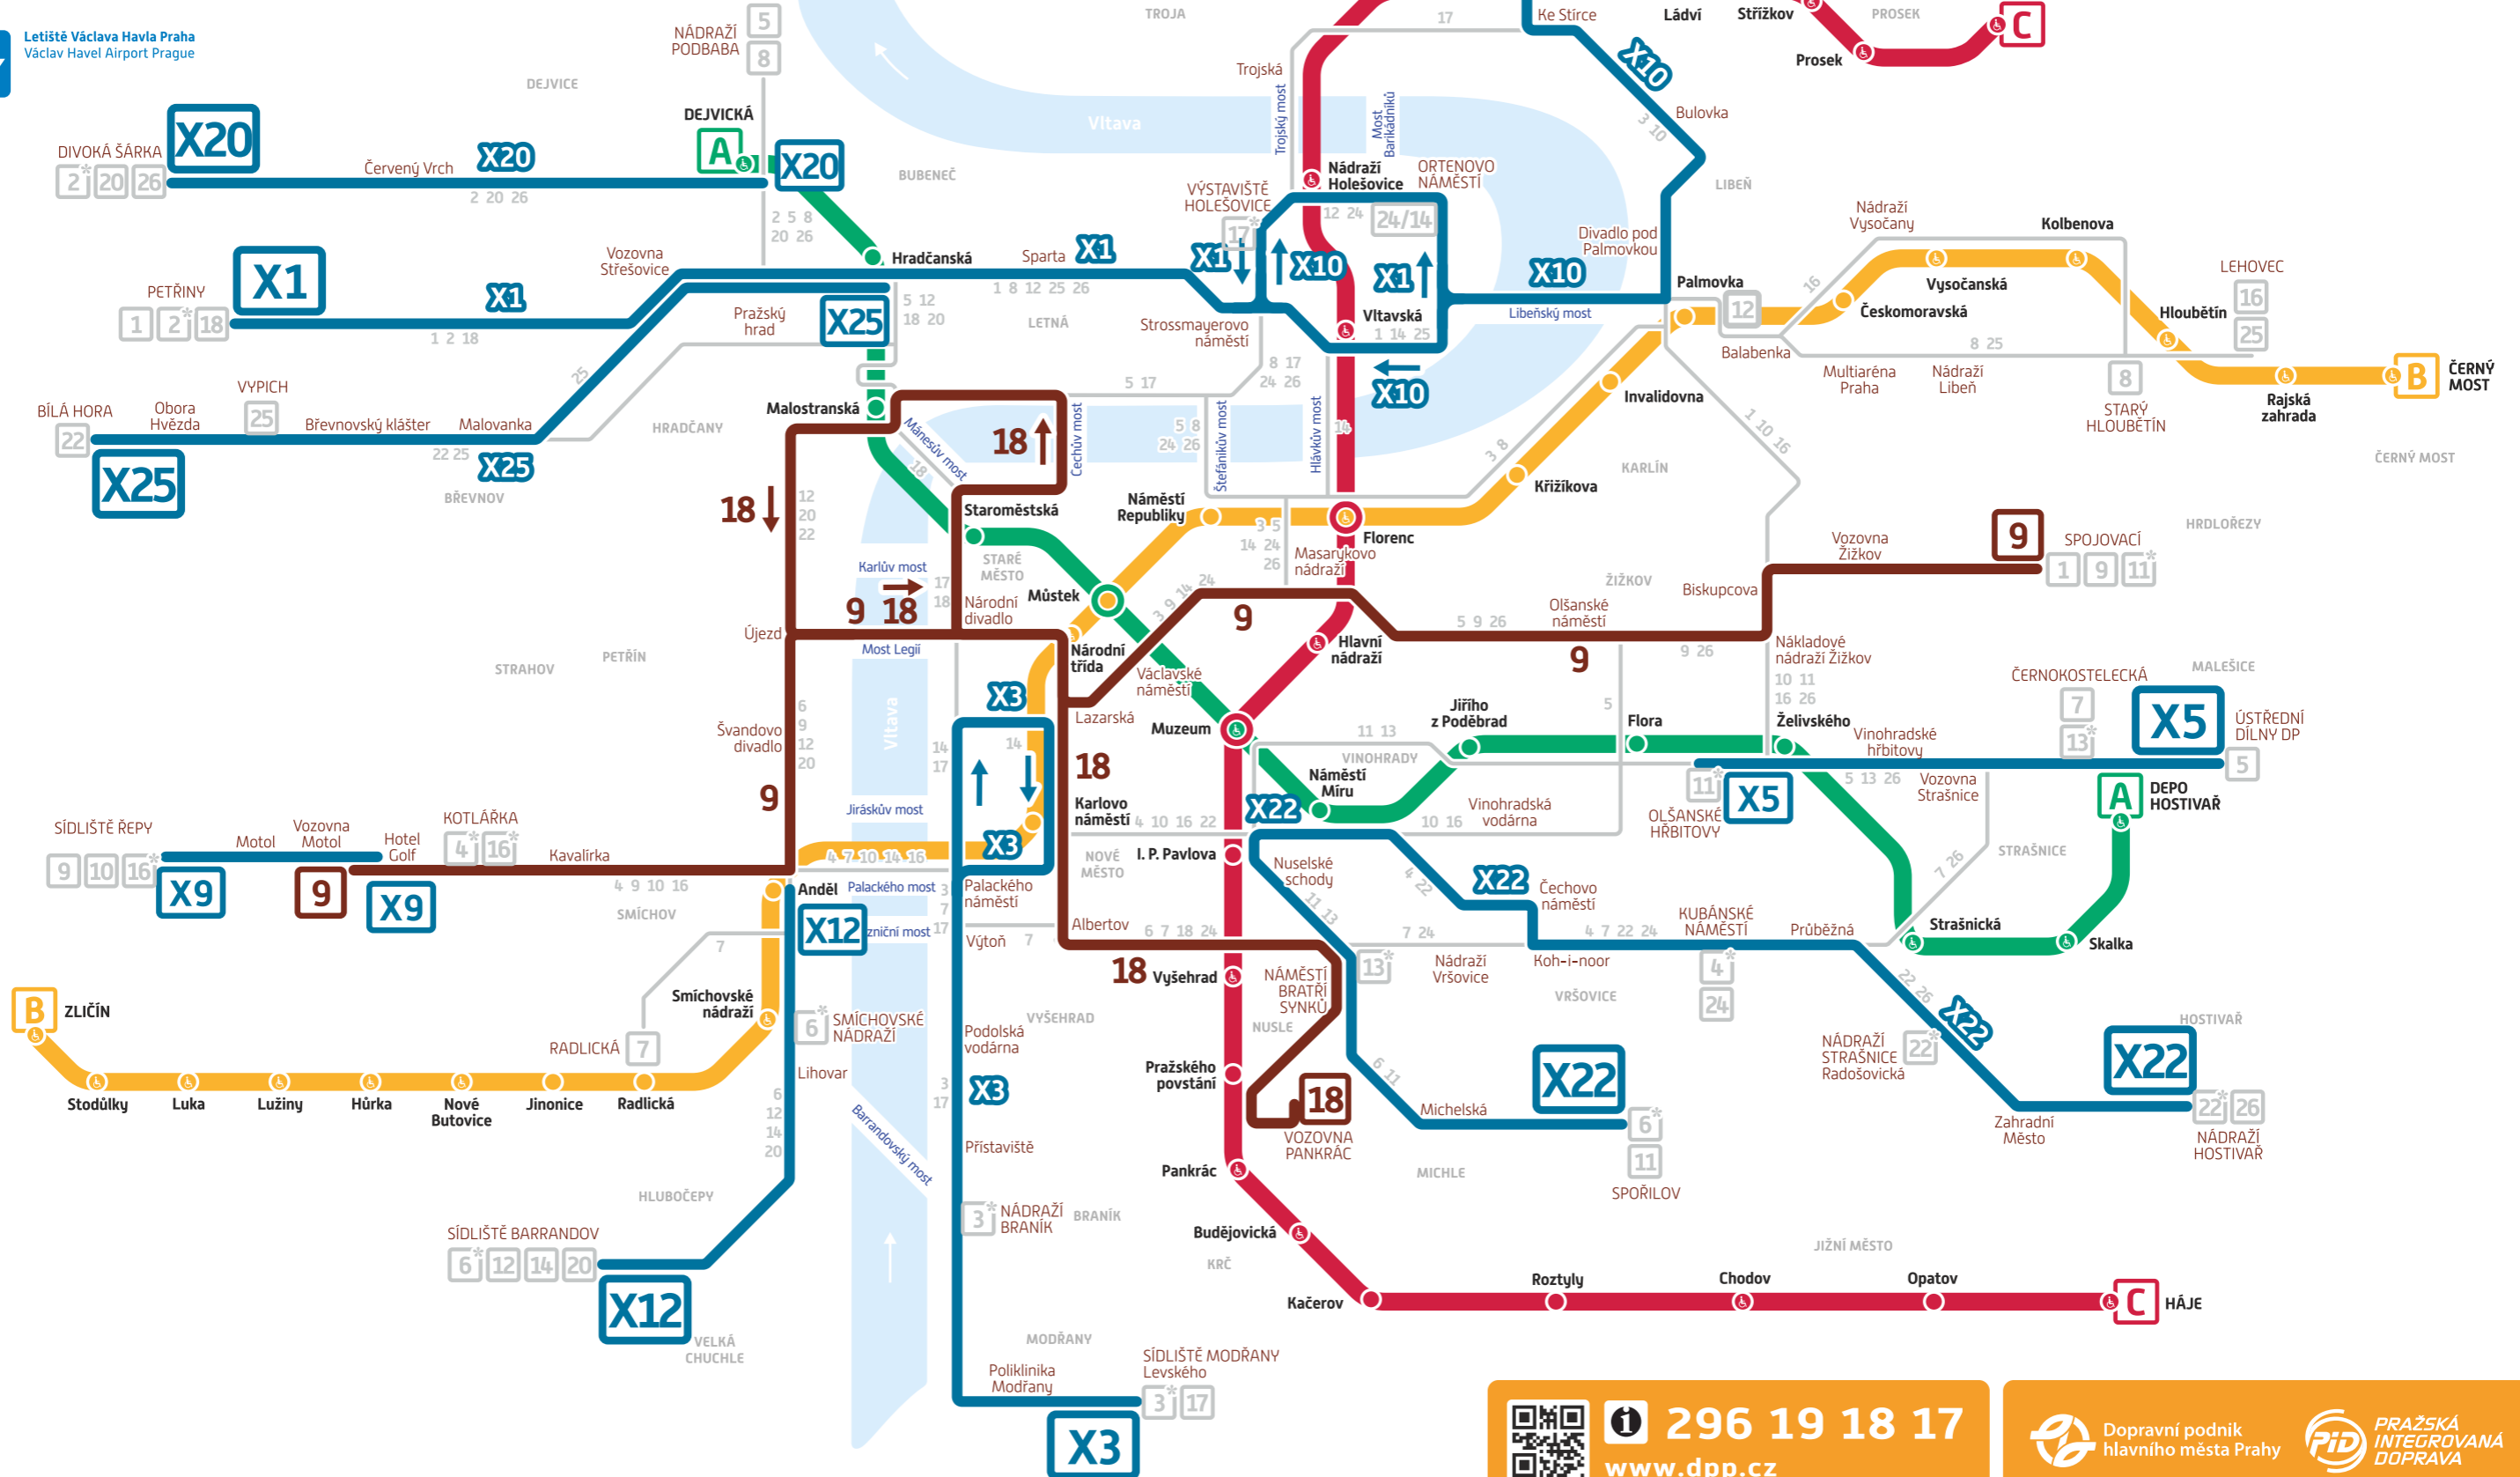 Letiště Václava Havla Praha
Václav Havel Airport Prague
NÁDRAŽÍ
PODBABA
5
8
DEJVICE
TROJA
17
Ke Stírce
Ládví
Střížkov
PROSEK
C
Prosek
Trojská
X10
Trojský most
Most
Barikádníků
Vltava
Bulovka
3 10
DEJVICKÁ
A
X20
DIVOKÁ ŠÁRKA
2* 20 26
X20
Červený Vrch
X20
2 20 26
BUBENEČ
2 5 8
20 26
Nádraží
Holešovice
ORTENOVO
NÁMĚSTÍ
12 24
24/14
VÝSTAVIŠTĚ
HOLEŠOVICE
17*
LIBEŇ
Nádraží
Vysočany
Kolbenova
Divadlo pod
Palmovkou
Vozovna
Střešovice
Hradčanská
Sparta
X1
X1
X10
X1
X10
1 8 12 25 26
PETŘINY
1 2* 18
X1
X1
1 2 18
Pražský
hrad
X25
5 12
18 20
LETNÁ
Strossmayerovo
náměstí
Vltavská
1 14 25
Libeňský most
Palmovka
12
16
Vysočanská
Českomoravská
LEHOVEC
16
25
Hloubětín
Balabenka
8 25
Multiaréna
Praha
Nádraží
Libeň
8
STARÝ
HLOUBĚTÍN
B
ČERNÝ
MOST
Rajská
zahrada
ČERNÝ MOST
8 17
24 26
X10
5 17
Invalidovna
VYPICH
25
25
BÍLÁ HORA
22
Obora
Hvězda
Břevnovský klášter
Malovanka
22 25
X25
X25
BŘEVNOV
HRADČANY
Malostranská
Mánesův most
18
18
Čechův most
5 8
24 26
Štefánikův most
Hlávkův most
14
3 8
KARLÍN
1 10 16
Křižíkova
18
12
20
22
Staroměstská
Náměstí
Republiky
3 5
14 24
26
Florenc
Masarykovo
nádraží
STARÉ
MĚSTO
Karlův most
17
18
9 18
Národní
divadlo
Můstek
3 9 14
24
9
ŽIŽKOV
Vozovna
Žižkov
9
SPOJOVACÍ
1 9 11*
HRDLOŘEZY
Biskupcova
5 9 26
Olšanské
náměstí
9
9 26
Nákladové
nádraží Žižkov
10 11
16 26
Újezd
Most Legií
PETŘÍN
STRAHOV
Národní
třída
Václavské
náměstí
Hlavní
nádraží
X3
Lazarská
Muzeum
Jiřího
z Poděbrad
5
Flora
Želivského
MALEŠICE
ČERNOKOSTELECKÁ
7
13*
X5
ÚSTŘEDNÍ
DÍLNY DP
5
Švandovo
divadlo
6
9
12
20
Vltava
14
17
14
18
11 13
VINOHRADY
Vinohradské
hřbitovy
5 13 26
Vozovna
Strašnice
11*
X5
OLŠANSKÉ
HŘBITOVY
A
DEPO
HOSTIVAŘ
9
Jiráskův most
Karlovo
náměstí
4 10 16 22
X22
Náměstí
Míru
Vinohradská
vodárna
10 16
SÍDLIŠTĚ ŘEPY
9 10 16*
Motol
Vozovna
Motol
Hotel
Golf
KOTLÁŘKA
4* 16*
Kavalírka
X9
9
X9
4 9 10 16
SMÍCHOV
4 7 10 14 16
X3
NOVÉ
MĚSTO
I. P. Pavlova
Nuselské
schody
4 22
11 13
X22
Čechovo
náměstí
7 26
STRAŠNICE
Anděl
Palackého most
3
7
17
Palackého
náměstí
X12
zniční most
Výtoň
7
Albertov
6 7 18 24
7 24
4 7 22 24
KUBÁNSKÉ
NÁMĚSTÍ
Průběžná
Strašnická
Skalka
7
18
Vyšehrad
NÁMĚSTÍ
BRATŘÍ
SYNKŮ
13*
Nádraží
Vršovice
Koh-i-noor
VRŠOVICE
4*
24
22 26
X22
B
ZLIČÍN
Smíchovské
nádraží
6*
SMÍCHOVSKÉ
NÁDRAŽÍ
RADLICKÁ
7
Lihovar
VYŠEHRAD
Podolská
vodárna
NUSLE
NÁDRAŽÍ
STRAŠNICE
Radošovická
22*
HOSTIVAŘ
X22
Stodůlky
Luka
Lužiny
Hůrka
Nové
Butovice
Jinonice
Radlická
6
12
14
20
3
17
X3
Barrandovský most
Pražského
povstání
18
VOZOVNA
PANKRÁC
6 11
Michelská
X22
6*
11
SPOŘILOV
Zahradní
Město
22* 26
NÁDRAŽÍ
HOSTIVAŘ
Přístaviště
Pankrác
MICHLE
HLUBOČEPY
3*
NÁDRAŽÍ
BRANÍK
BRANÍK
Budějovická
KRČ
JIŽNÍ MĚSTO
SÍDLIŠTĚ BARRANDOV
6* 12 14 20
X12
Kačerov
Roztyly
Chodov
Opatov
C
HÁJE
VELKÁ
CHUCHLE
MODŘANY
Poliklinika
Modřany
SÍDLIŠTĚ MODŘANY
Levského
3* 17
X3
296 19 18 17
www.dpp.cz
Dopravní podnik
hlavního města Prahy
PID
PRAŽSKÁ
INTEGROVANÁ
DOPRAVA